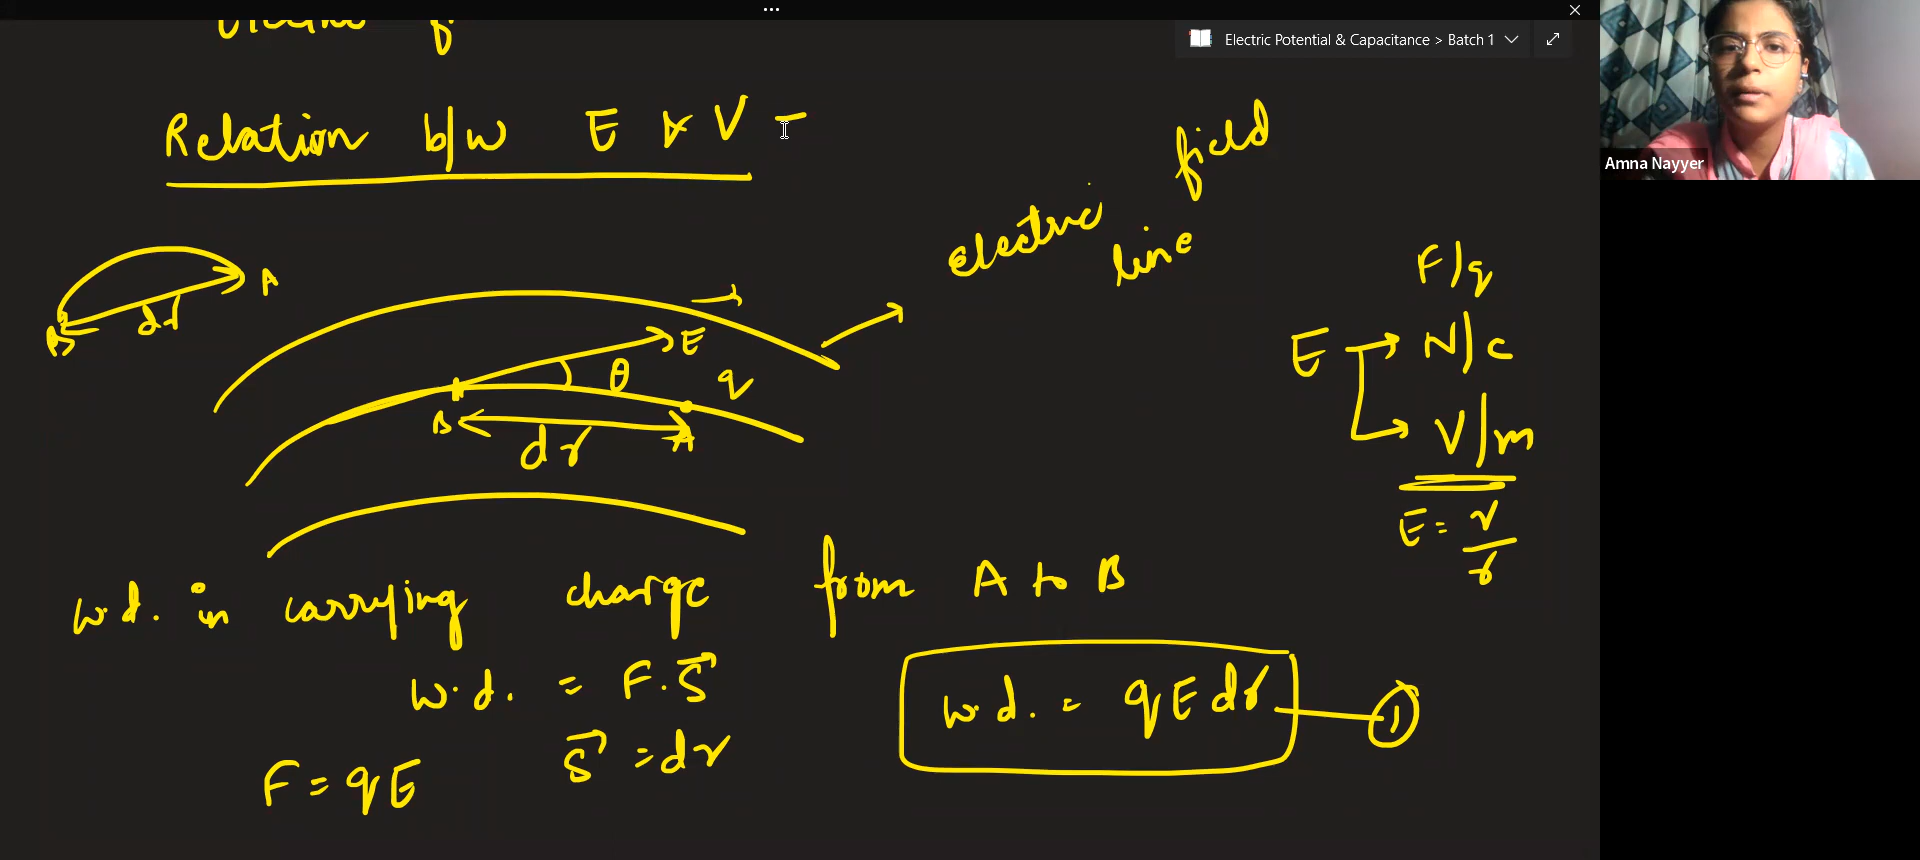 Electric Potential & Capacitance > Batch 1
Amna Nayyer
Relation b/w E & V -
electric field line
A
B
dr
E
θ
q
B
A
dr
F/q
E → N/C
→ V/m
E = V/r
w.d. in carrying charge from A to B
w.d. = F.S⃗
F = qE
S⃗ = dr
w.d. = qEdr — ①